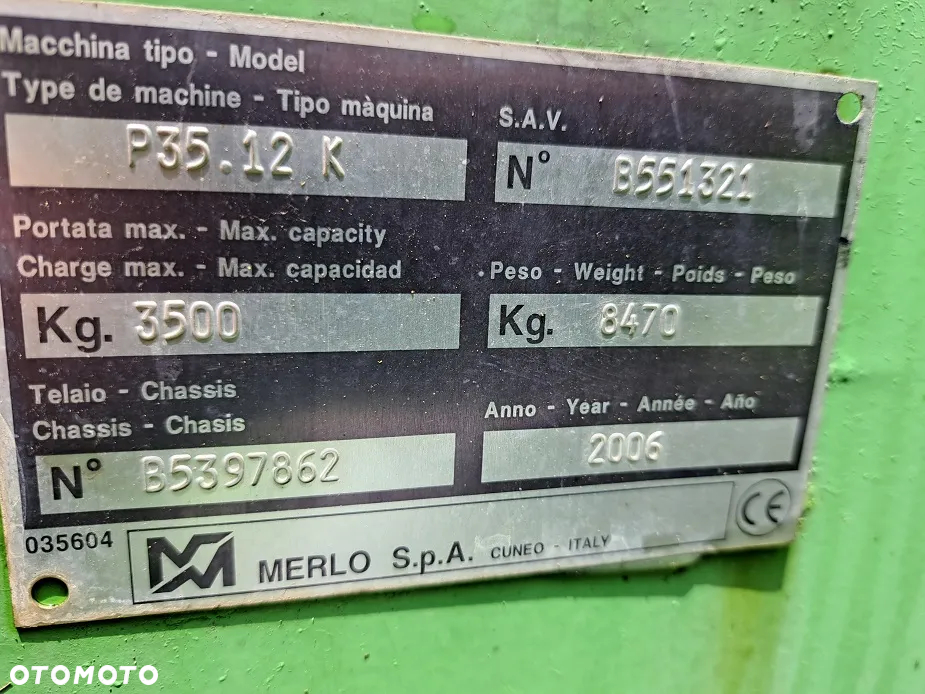 Macchina tipo - Model
Type de machine - Tipo màquina
P35.12 K
S.A.V.
N° B551321
Portata max. - Max. capacity
Charge max. - Max. capacidad
Kg. 3500
Peso - Weight - Poids - Peso
Kg. 8470
Telaio - Chassis
Chassis - Chasis
N° B5397862
Anno - Year - Année - Año
2006
035604
MERLO S.p.A. CUNEO - ITALY
CE
OTOMOTO